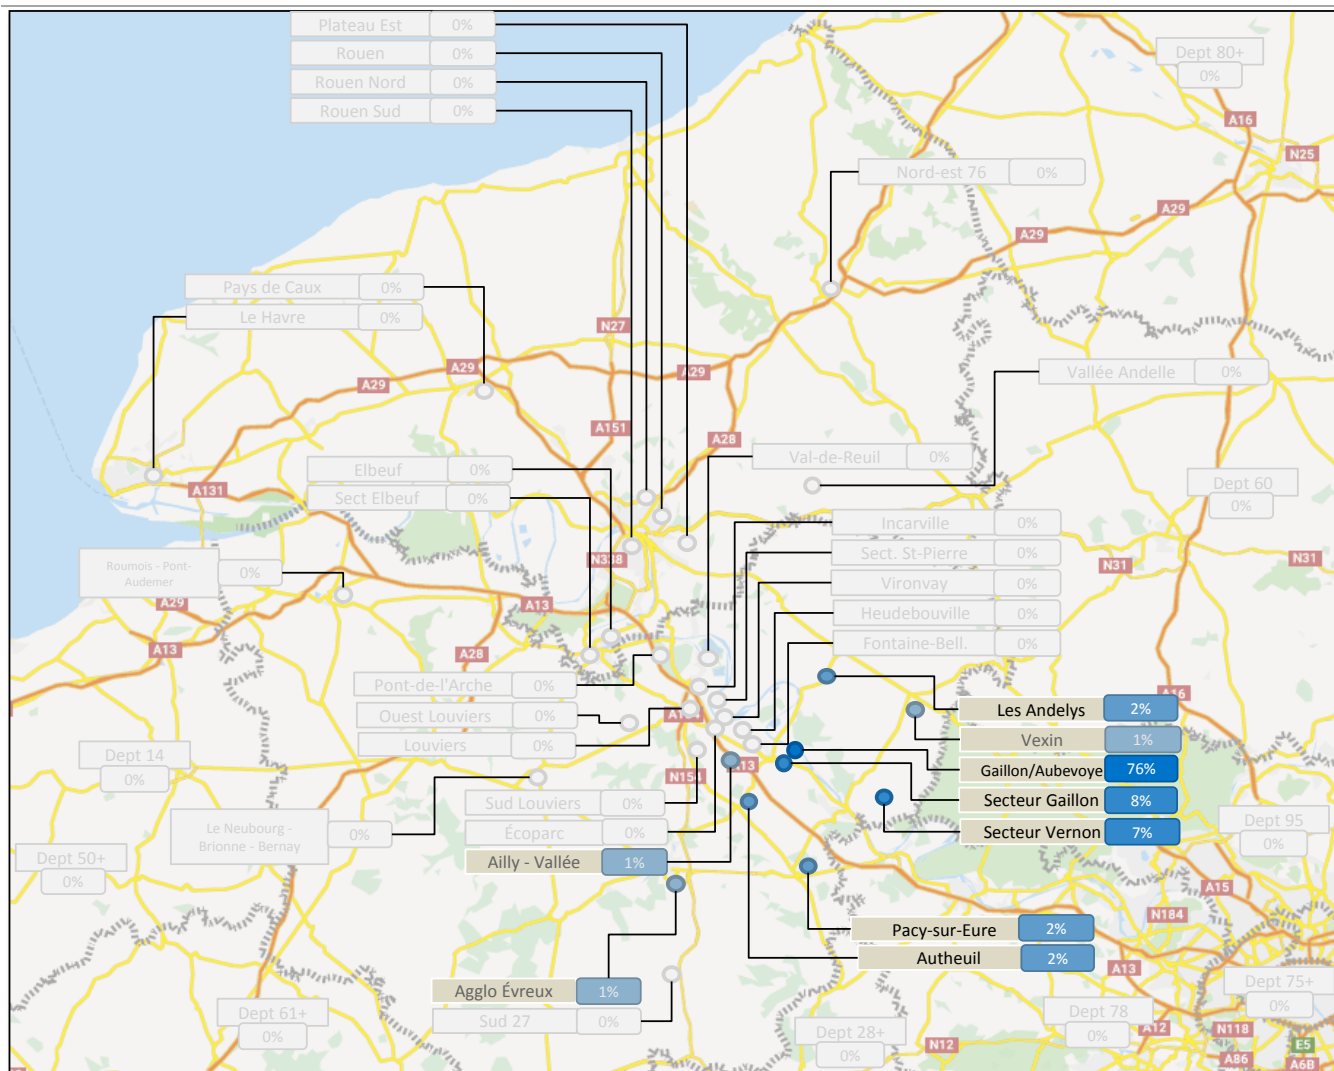 Plateau Est 0%
Rouen 0%
Rouen Nord 0%
Rouen Sud 0%
Dept 80+
0%
A16
N25
Nord-est 76 0%
A29
A29
Pays de Caux 0%
Le Havre 0%
N27
A29
A29
A29
Vallée Andelle 0%
A151
A28
Elbeuf 0%
Val-de-Reuil 0%
Sect Elbeuf 0%
A131
Dept 60
0%
Incarville 0%
Sect. St-Pierre 0%
N338
N31
N31
Roumois - Pont-
Audemer
0%
Vironvay 0%
A29
A13
Heudebouville 0%
Fontaine-Bell. 0%
A13
A28
Pont-de-l'Arche 0%
A16
Ouest Louviers 0%
Les Andelys 2%
Louviers 0%
Vexin 1%
Dept 14
0%
N154
A13
Gaillon/Aubevoye 76%
Sud Louviers 0%
Secteur Gaillon 8%
Le Neubourg -
Brionne - Bernay
0%
Écoparc 0%
Secteur Vernon 7%
Dept 95
0%
Dept 50+
0%
Ailly - Vallée 1%
A15
N184
Pacy-sur-Eure 2%
Autheuil 2%
A13
Agglo Évreux 1%
Dept 75+
0%
Dept 61+
0%
Sud 27 0%
Dept 78
0%
Dept 28+
0%
A12
N118
N12
E5
A86
A6B